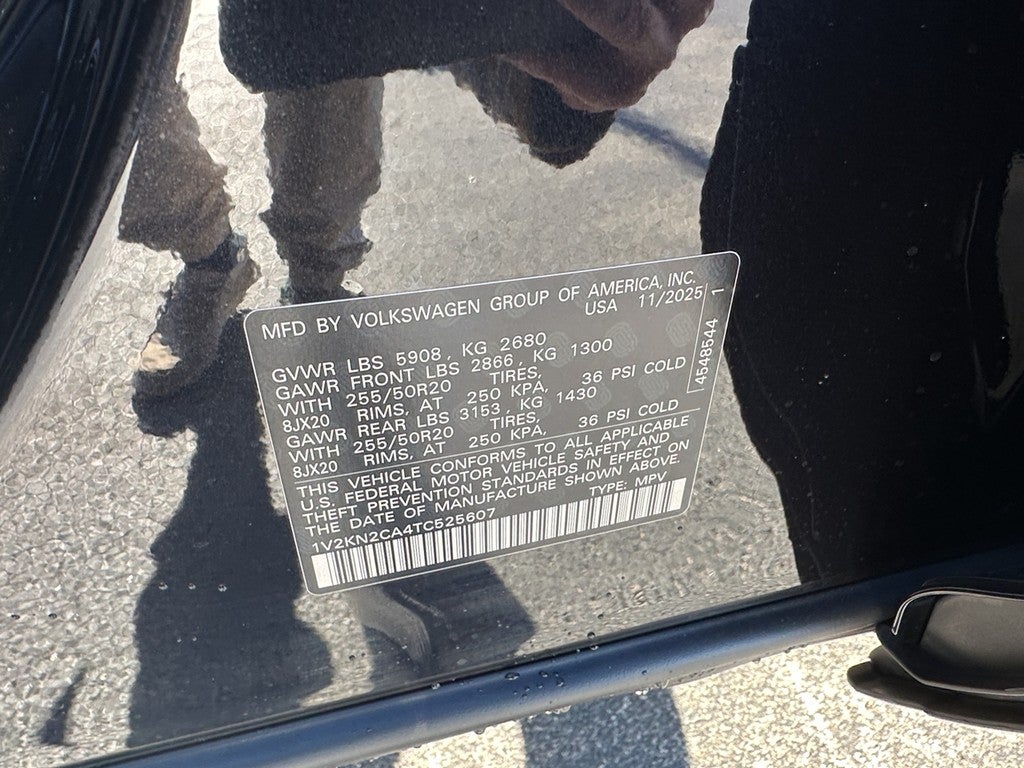 MFD BY VOLKSWAGEN GROUP OF AMERICA, INC.
USA 11/2025
GVWR LBS 5908, KG 2680
GAWR FRONT LBS 2866, KG 1300
WITH 255/50R20 TIRES,
8JX20 RIMS, AT 250 KPA, 36 PSI COLD
GAWR REAR LBS 3153, KG 1430
WITH 255/50R20 TIRES,
8JX20 RIMS, AT 250 KPA, 36 PSI COLD
THIS VEHICLE CONFORMS TO ALL APPLICABLE
U.S. FEDERAL MOTOR VEHICLE SAFETY AND
THEFT PREVENTION STANDARDS IN EFFECT ON
THE DATE OF MANUFACTURE SHOWN ABOVE.
1V2KN2CA4TC525607 TYPE: MPV
4548544 1